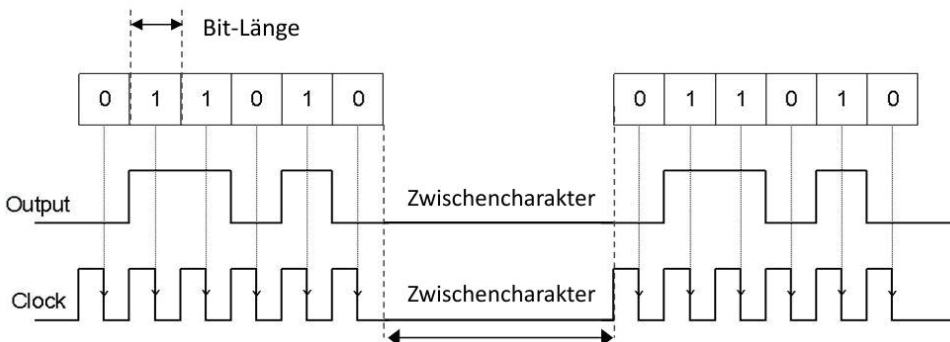 Bit-Länge
0 1 1 0 1 0
0 1 1 0 1 0
Output
Zwischencharakter
Clock
Zwischencharakter